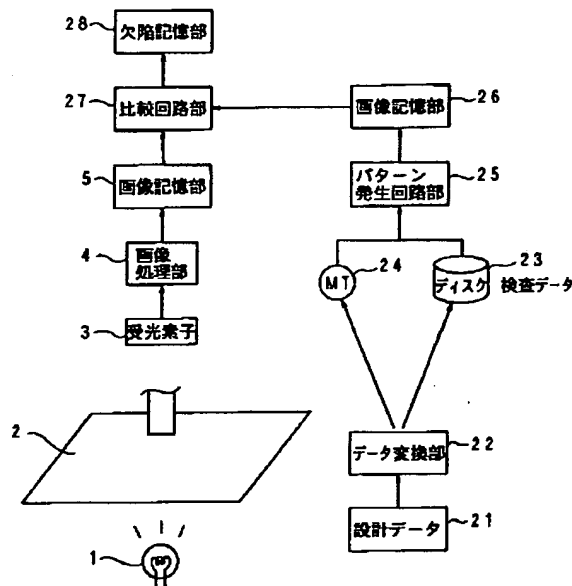 28
欠陥記憶部
27
比較回路部
26
画像記憶部
5
画像記憶部
25
パターン
発生回路部
4
画像
処理部
24
MT
23
ディスク
検査データ
3
受光素子
2
22
データ変換部
1
21
設計データ